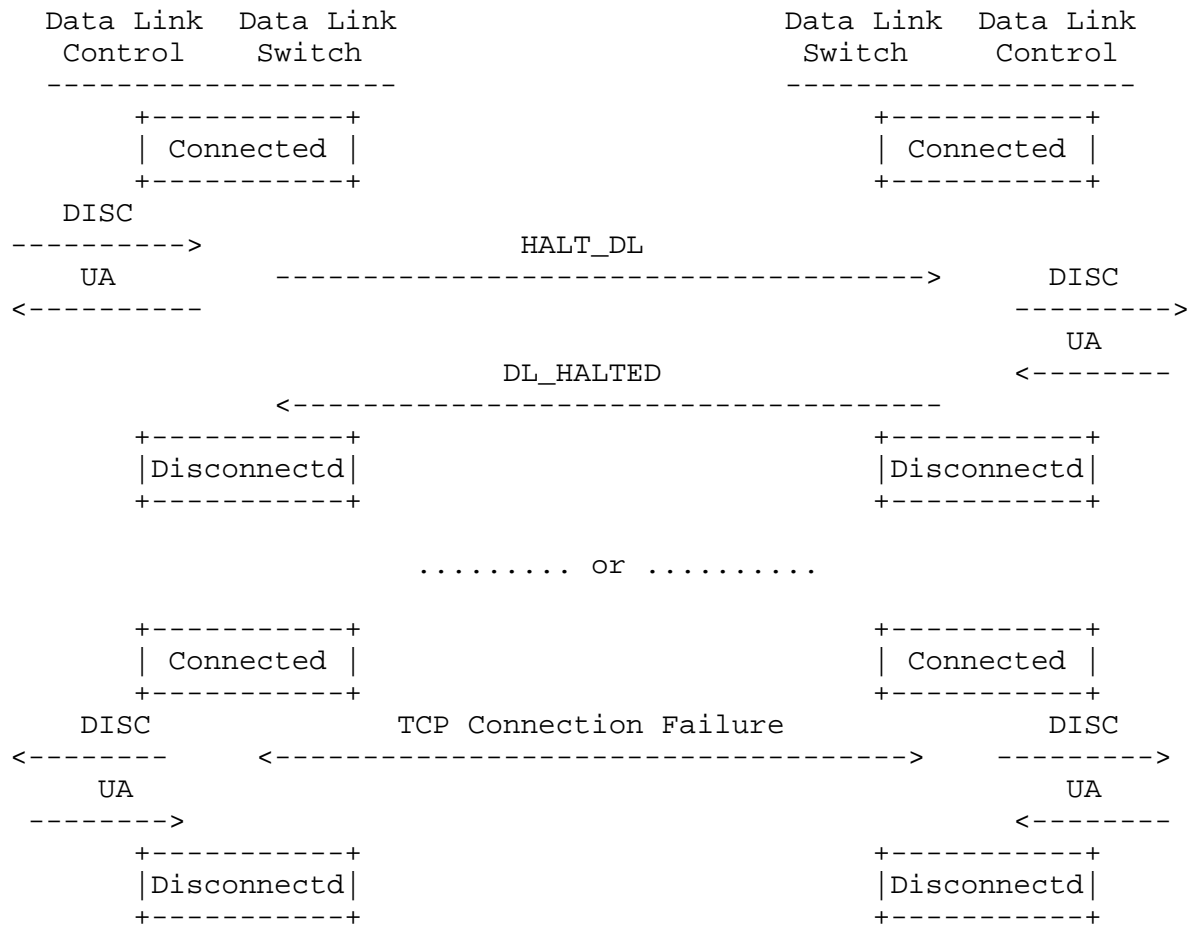 Data Link  Data Link                       Data Link  Data Link
Control    Switch                          Switch    Control
--------------------                       --------------------
+-----------+                              +-----------+
| Connected |                              | Connected |
+-----------+                              +-----------+
DISC
---------->                  HALT_DL
UA    ------------------------------------>      DISC
<----------                                              --------->
UA
DL_HALTED                    <--------
<------------------------------------
+-----------+                              +-----------+
|Disconnectd|                              |Disconnectd|
+-----------+                              +-----------+
......... or ..........
+-----------+                              +-----------+
| Connected |                              | Connected |
+-----------+                              +-----------+
DISC              TCP Connection Failure               DISC
<--------     <------------------------------------>    --------->
UA                                                     UA
-------->                                              <--------
+-----------+                              +-----------+
|Disconnectd|                              |Disconnectd|
+-----------+                              +-----------+